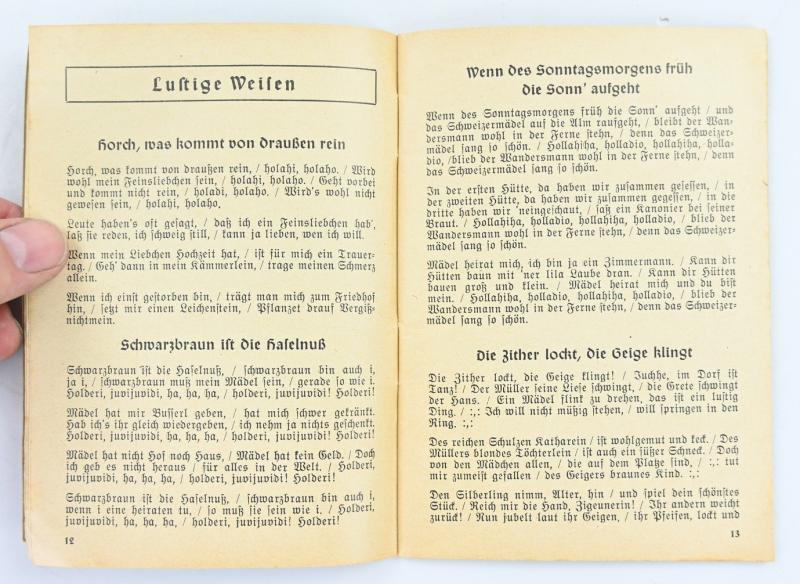 Lustige Weisen
Horch, was kommt von draußen rein
Horch, was kommt von draußen rein, / holahi, holaho. / Wird
wohl mein Feinsliebchen sein, / holahi, holaho. / Geht vorbei
und kommt nicht rein, / holadi, holaho. / Wird's wohl nicht
gewesen sein, / holahi, holaho.
Leute haben's oft gesagt, / daß ich ein Feinsliebchen hab',
laß sie reden, ich schweig still, / kann ja lieben, wen ich will.
Wenn mein Liebchen Hochzeit hat, / ist für mich ein Trauer-
tag. / Geh' dann in mein Kämmerlein, / trage meinen Schmerz
allein.
Wenn ich einst gestorben bin, / trägt man mich zum Friedhof
hin, / setzt mir einen Leichenstein, / Pflanzet drauf Vergiß-
nichtmein.
Schwarzbraun ist die Haselnuß
Schwarzbraun ist die Haselnuß, / schwarzbraun bin auch i,
ja i, / schwarzbraun muß mein Mädel sein, / gerade so wie i.
Holderi, juvijuvidi, ha, ha, ha, / holderi, juvijuvidi! Holderi!
Mädel hat mir Busserl geben, / hat mich schwer gekränkt.
Hab ich's ihr gleich wiedergeben, / ich nehm ja nichts geschenkt.
Holderi, juvijuvidi, ha, ha, ha, / holderi, juvijuvidi! Holderi!
Mädel hat nicht Hof noch Haus, / Mädel hat kein Geld. / Doch
ich geb es nicht heraus / für alles in der Welt. / Holderi,
juvijuvidi, ha, ha, ha, / holderi, juvijuvidi! Holderi!
Schwarzbraun ist die Haselnuß, / schwarzbraun bin auch i,
wenn i eine heiraten tu, / so muß sie sein wie i. / Holderi,
juvijuvidi, ha, ha, ha, / holderi, juvijuvidi! Holderi!
12
Wenn des Sonntagsmorgens früh
die Sonn' aufgeht
Wenn des Sonntagsmorgens früh die Sonn' aufgeht / und
das Schweizermädel auf die Alm raufgeht, / bleibt der Wan-
dersmann wohl in der Ferne stehn, / denn das Schweizer-
mädel sang so schön. / Hollahiha, holladio, hollahiha, holla-
dio, / blieb der Wandersmann wohl in der Ferne stehn, / denn
das Schweizermädel sang so schön.
In der ersten Hütte, da haben wir zusammen gesessen, / in
der zweiten Hütte, da haben wir zusammen gegessen, / in die
dritte haben wir 'neingeschaut, / saß ein Kanonier bei seiner
Braut. / Hollahiha, holladio, hollahiha, holladio, / blieb der
Wandersmann wohl in der Ferne stehn, / denn das Schweizer-
mädel sang so schön.
Mädel heirat mich, ich bin ja ein Zimmermann. / Kann dir
Hütten baun mit 'ner lila Laube dran. / Kann dir Hütten
bauen groß und klein. / Mädel heirat mich und du bist
mein. / Hollahiha, holladio, hollahiha, holladio, / blieb der
Wandersmann wohl in der Ferne stehn, / denn das Schweizer-
mädel sang so schön.
Die Zither lockt, die Geige klingt
Die Zither lockt, die Geige klingt! / Juchhe, im Dorf ist
Tanz! / Der Müller seine Liese schwingt, / die Grete schwingt
der Hans. / Ein Mädel flink zu drehen, das ist ein lustig
Ding. / :,: Ich will nicht müßig stehen, / will springen in den
Ring. :,:
Des reichen Schulzen Katharein / ist wohlgemut und keck. / Des
Müllers blondes Töchterlein / ist auch ein süßer Schneck. / Doch
von den Mädchen allen, / die auf dem Platze sind, / :,: tut
mir zumeist gefallen / des Geigers braunes Kind. :,:
Den Silberling nimm, Alter, hin / und spiel dein schönstes
Stück. / Reich mir die Hand, Zigeunerin! / Ihr andern weicht
zurück! / Nun jubelt laut ihr Geigen, / ihr Pfeifen, lockt und
13